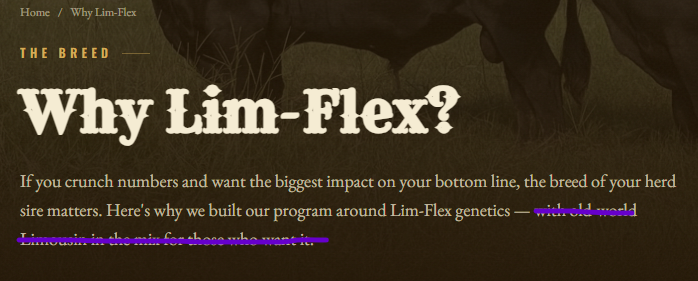 Home / Why Lim-Flex
THE BREED
Why Lim-Flex?
If you crunch numbers and want the biggest impact on your bottom line, the breed of your herd
sire matters. Here's why we built our program around Lim-Flex genetics — with old-world
Limousin in the mix for those who want it.